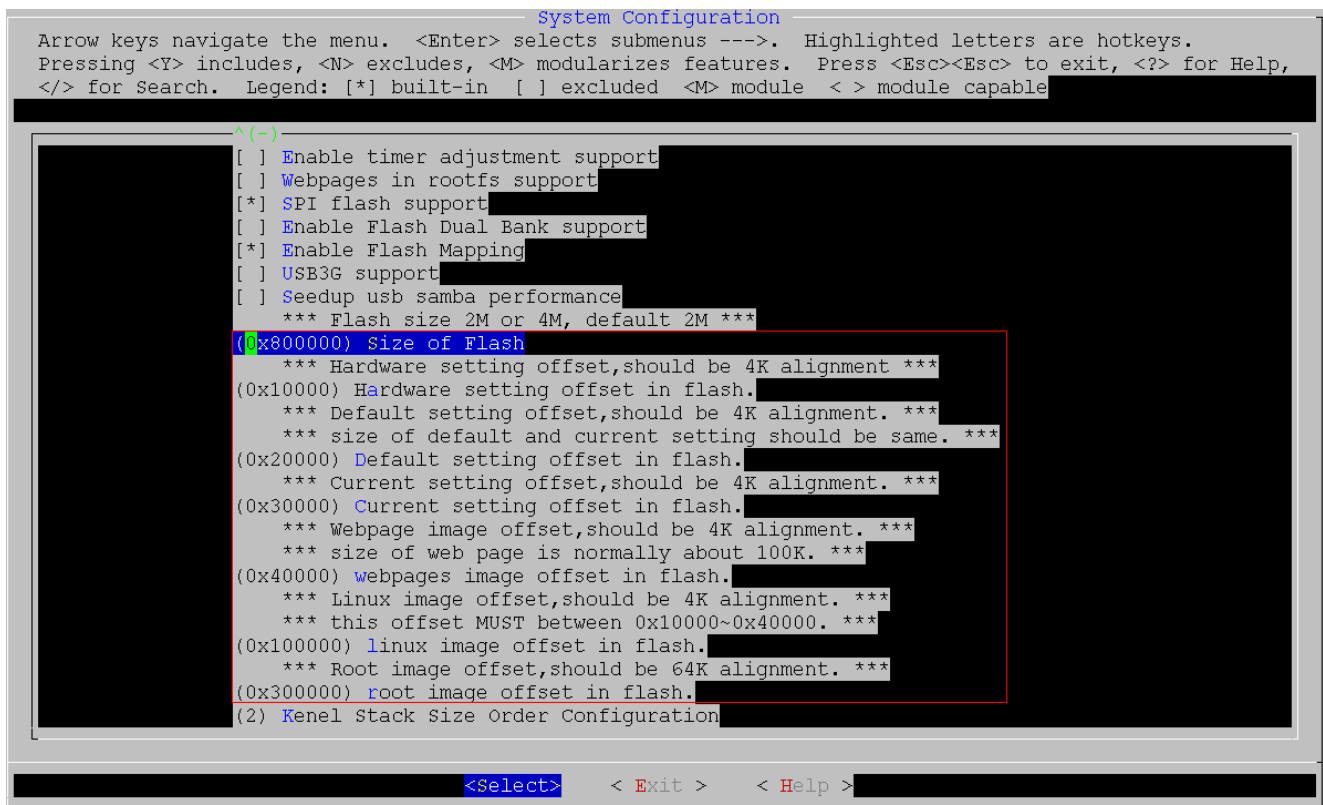 System Configuration
Arrow keys navigate the menu.  <Enter> selects submenus --->.  Highlighted letters are hotkeys.
Pressing <Y> includes, <N> excludes, <M> modularizes features.  Press <Esc><Esc> to exit, <?> for Help,
</> for Search.  Legend: [*] built-in  [ ] excluded  <M> module  < > module capable
^(-)
[ ] Enable timer adjustment support
[ ] Webpages in rootfs support
[*] SPI flash support
[ ] Enable Flash Dual Bank support
[*] Enable Flash Mapping
[ ] USB3G support
[ ] Seedup usb samba performance
*** Flash size 2M or 4M, default 2M ***
(0x800000) Size of Flash
*** Hardware setting offset,should be 4K alignment ***
(0x10000) Hardware setting offset in flash.
*** Default setting offset,should be 4K alignment. ***
*** size of default and current setting should be same. ***
(0x20000) Default setting offset in flash.
*** Current setting offset,should be 4K alignment. ***
(0x30000) Current setting offset in flash.
*** Webpage image offset,should be 4K alignment. ***
*** size of web page is normally about 100K. ***
(0x40000) webpages image offset in flash.
*** Linux image offset,should be 4K alignment. ***
*** this offset MUST between 0x10000~0x40000. ***
(0x100000) linux image offset in flash.
*** Root image offset,should be 64K alignment. ***
(0x300000) root image offset in flash.
(2) Kenel Stack Size Order Configuration
<Select>    < Exit >    < Help >